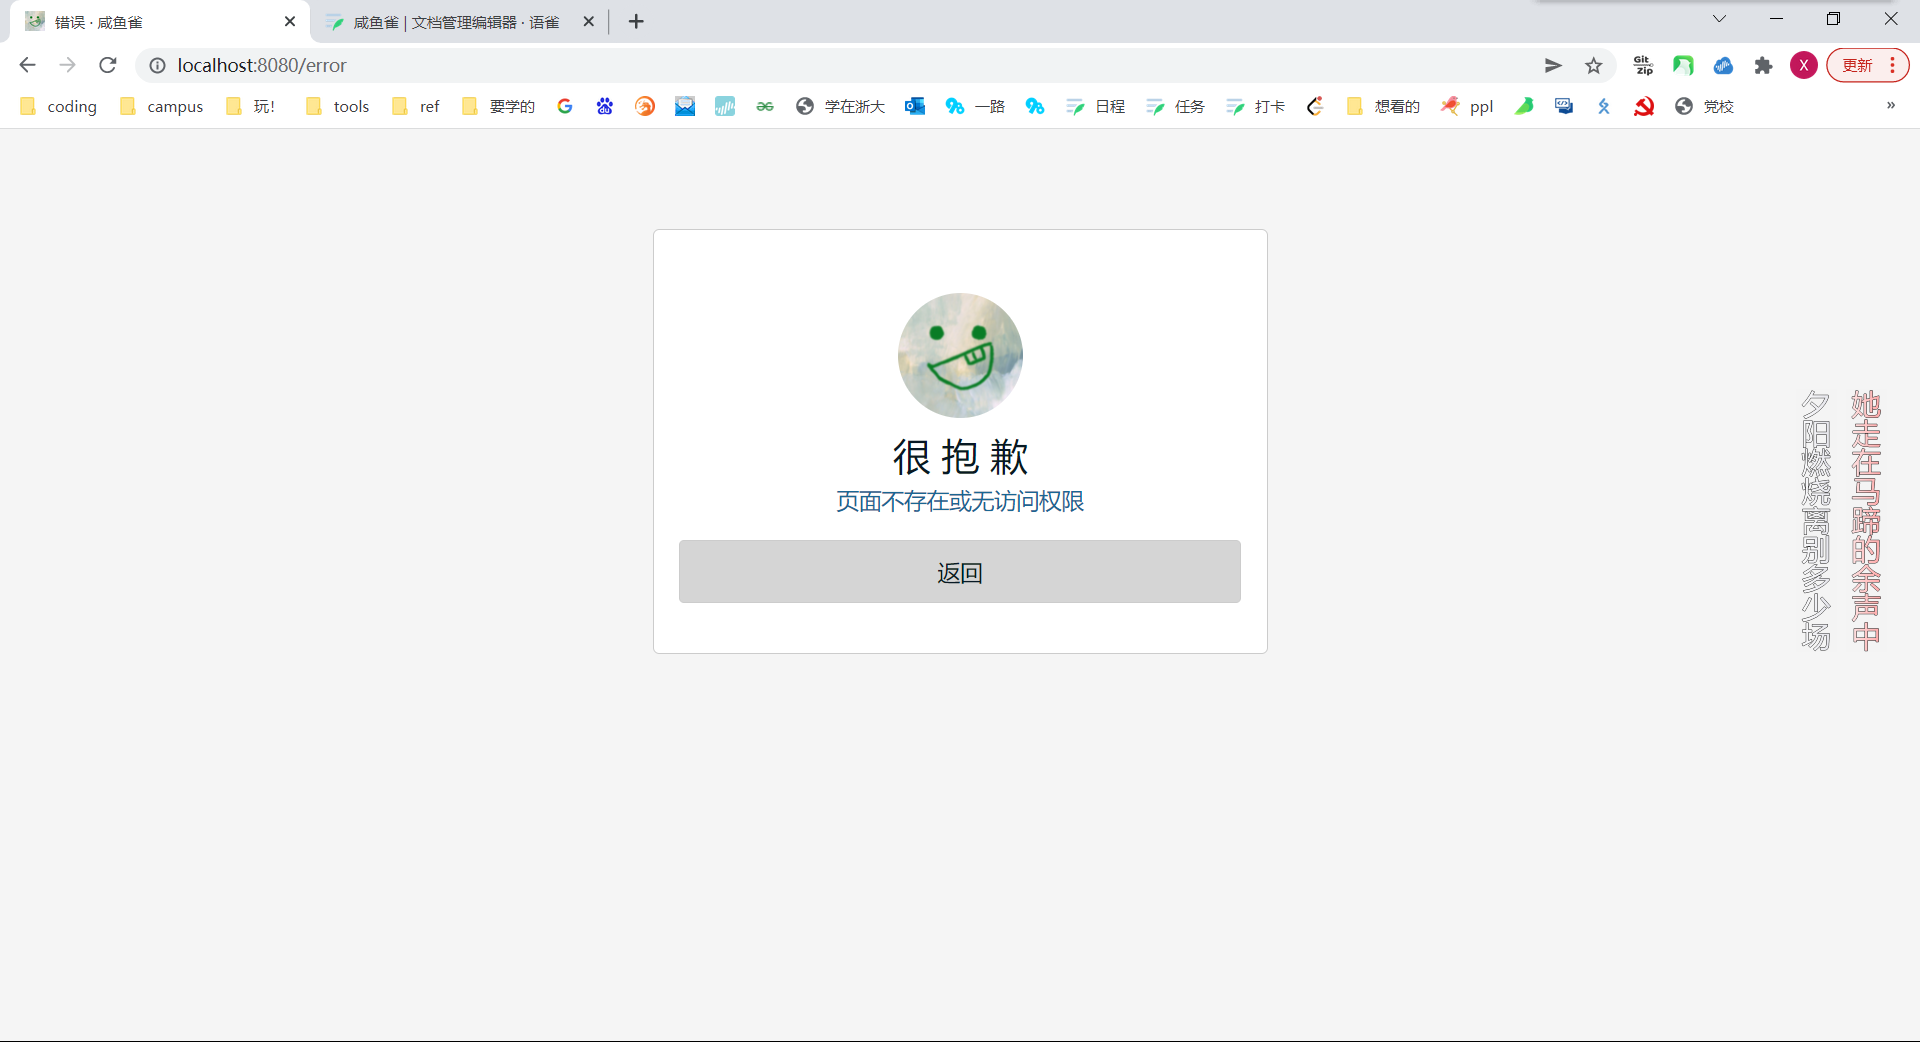 错误 · 咸鱼雀
咸鱼雀 | 文档管理编辑器 · 语雀
localhost:8080/error
Git Zip
X
更新
coding
campus
玩!
tools
ref
要学的
学在浙大
一路
日程
任务
打卡
想看的
ppl
党校
»
很 抱 歉
页面不存在或无访问权限
返回
她走在马蹄的余声中
夕阳燃烧离别多少场